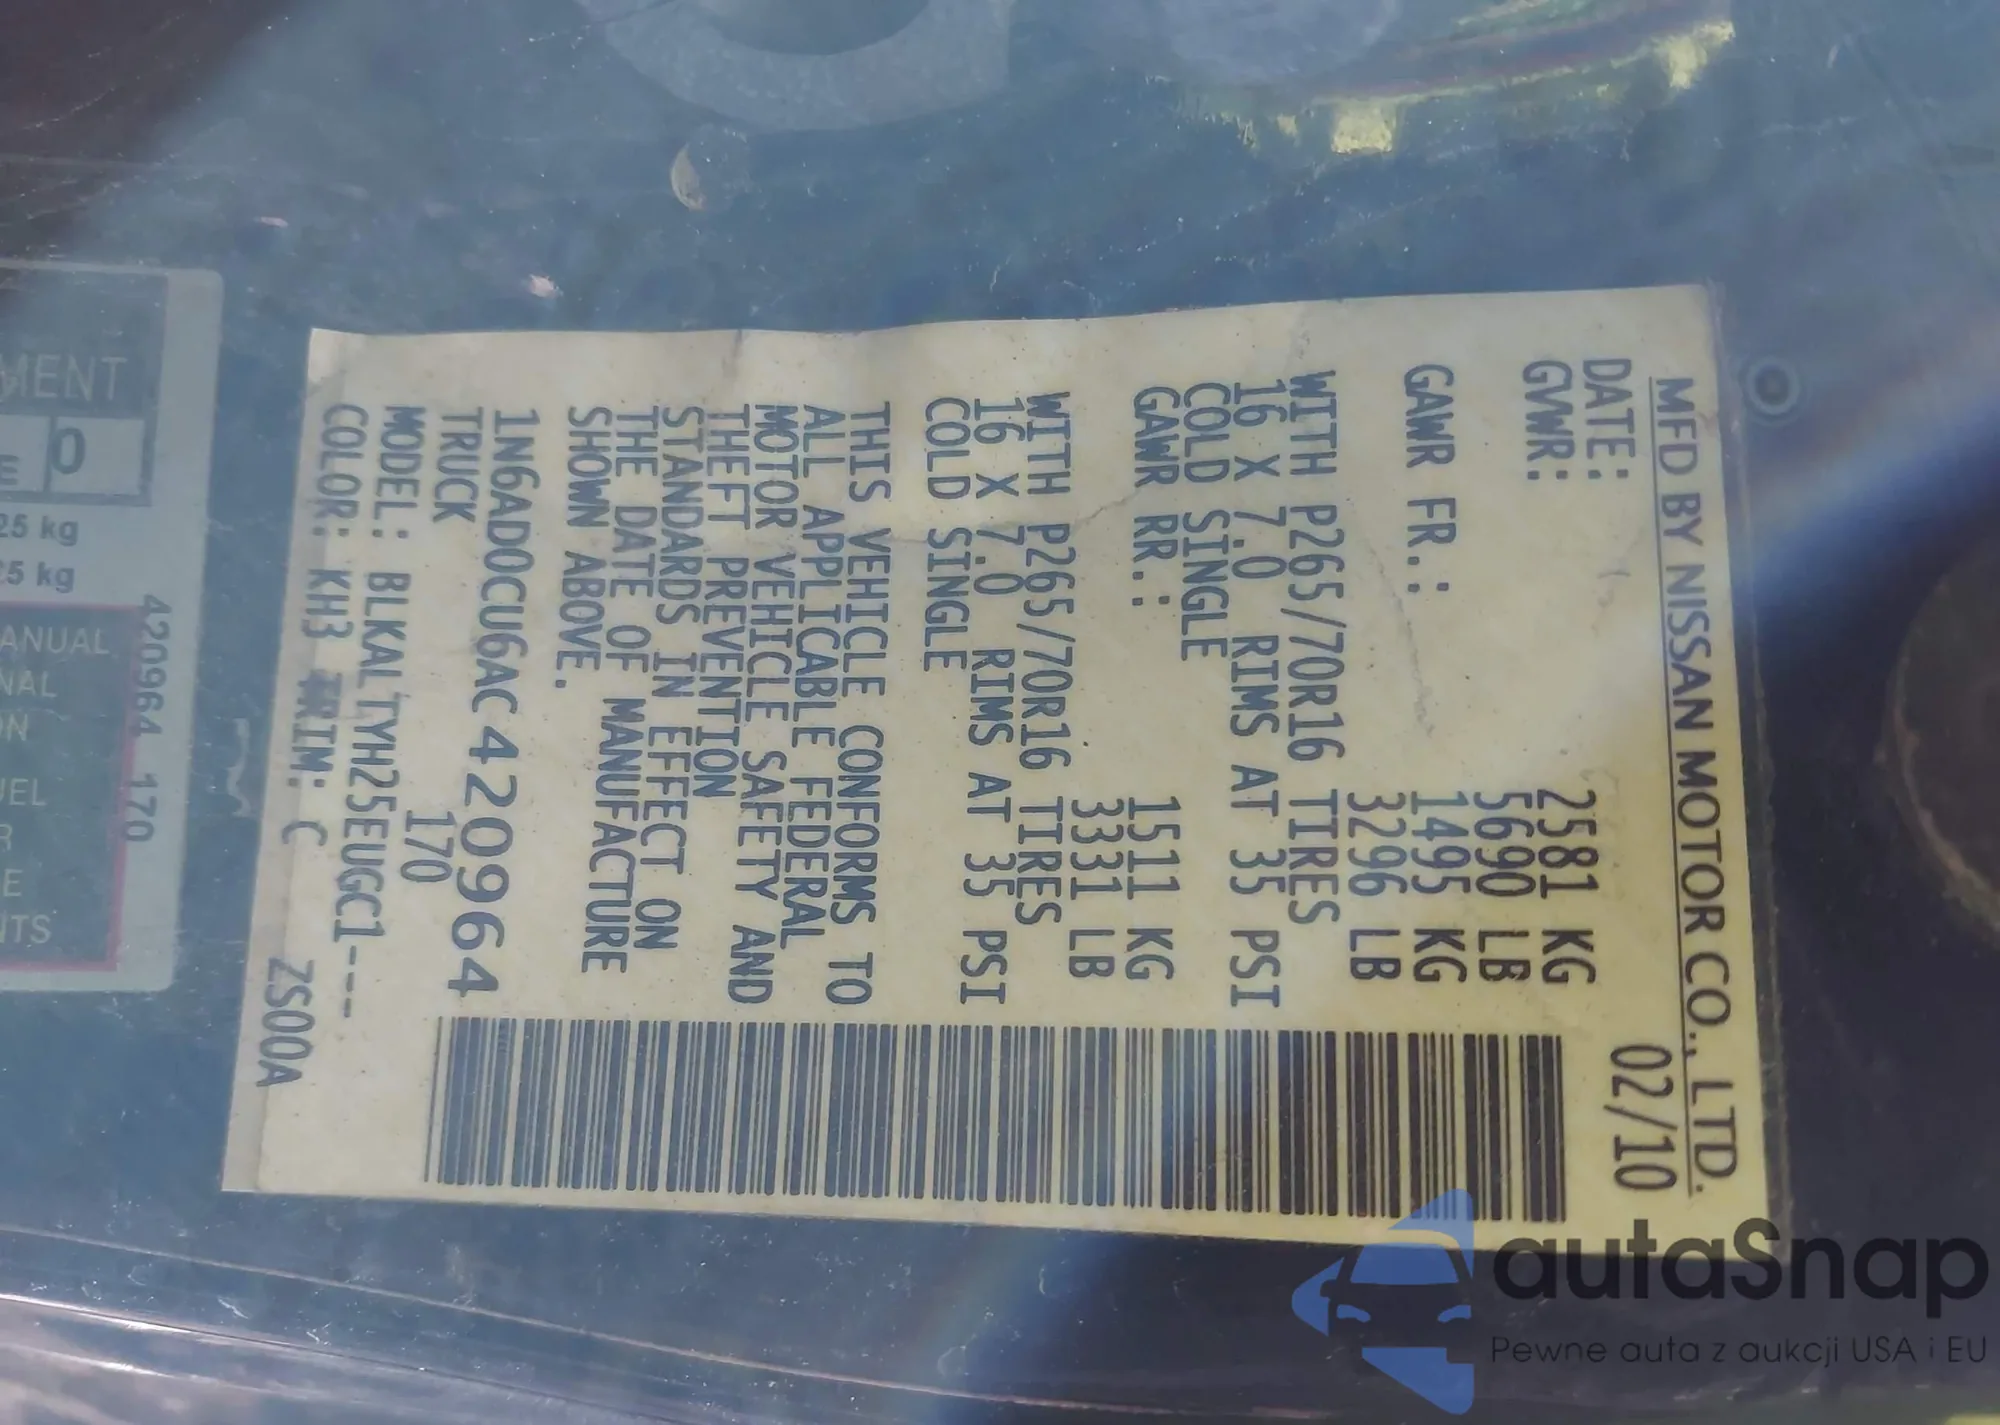 MFD BY NISSAN MOTOR CO., LTD.
DATE: 02/10
GVWR: 2581 KG
5690 LB
GAWR FR.: 1495 KG
3296 LB
WITH P265/70R16 TIRES
16 X 7.0 RIMS AT 35 PSI
COLD SINGLE
GAWR RR.: 1511 KG
3331 LB
WITH P265/70R16 TIRES
16 X 7.0 RIMS AT 35 PSI
COLD SINGLE
THIS VEHICLE CONFORMS TO
ALL APPLICABLE FEDERAL
MOTOR VEHICLE SAFETY AND
THEFT PREVENTION
STANDARDS IN EFFECT ON
THE DATE OF MANUFACTURE
SHOWN ABOVE.
1N6AD0CU6AC420964
TRUCK 170
MODEL: BLKALTYH25EUGC1---
COLOR: KH3 TRIM: C ZS00A
MENT
E 0
25 kg
25 kg
ANUAL
NAL
ON
UEL
R
E
NTS
420964 170
autaSnap
Pewne auta z aukcji USA i EU